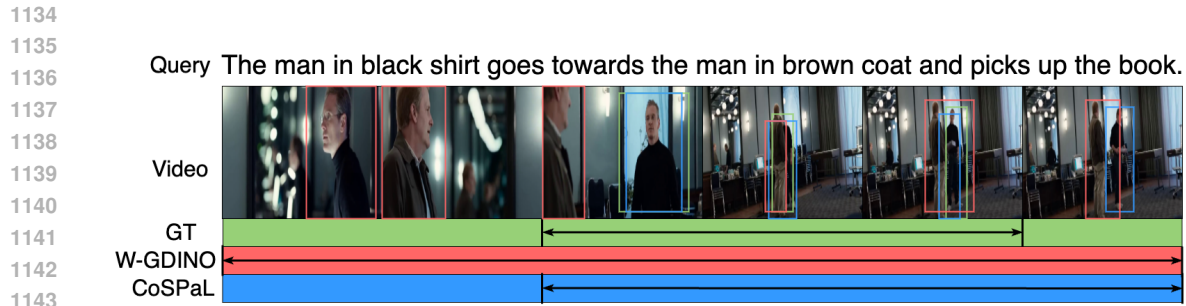 1134
1135
Query The man in black shirt goes towards the man in brown coat and picks up the book.
1136
1137
1138
Video
1139
1140
1141
GT
W-GDINO
1142
CoSPaL
1143